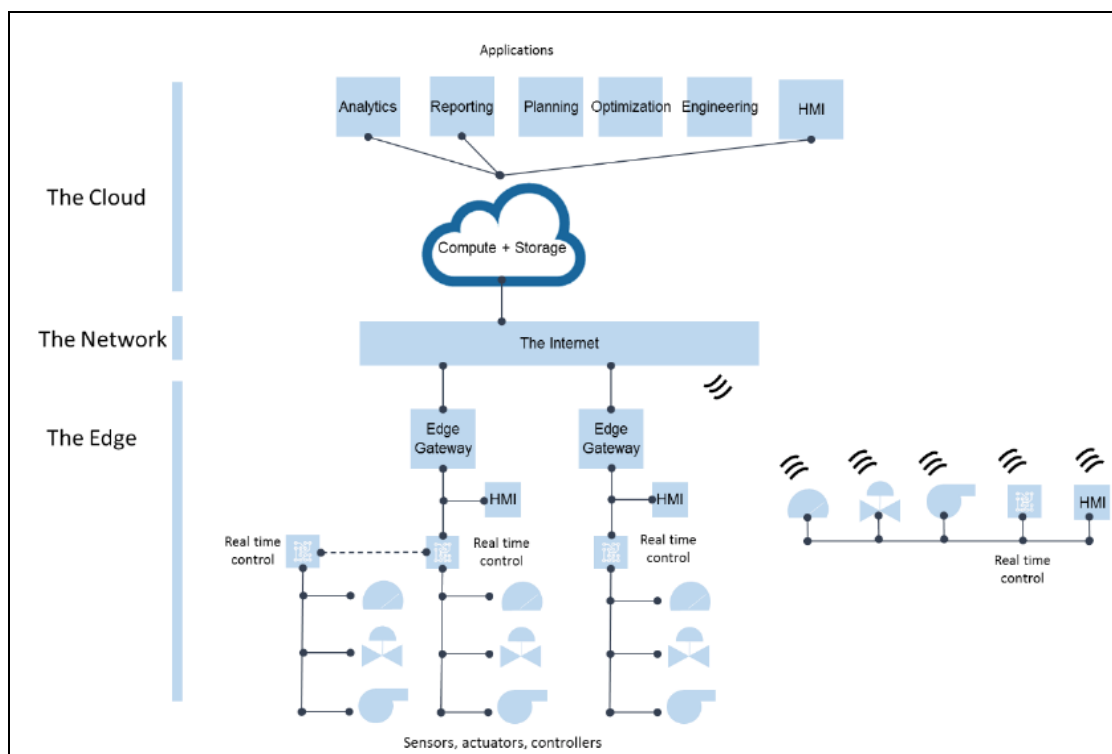 Applications
Analytics
Reporting
Planning
Optimization
Engineering
HMI
The Cloud
Compute + Storage
The Network
The Internet
The Edge
Edge
Gateway
Edge
Gateway
HMI
HMI
HMI
Real time
control
Real time
control
Real time
control
Real time
control
Sensors, actuators, controllers